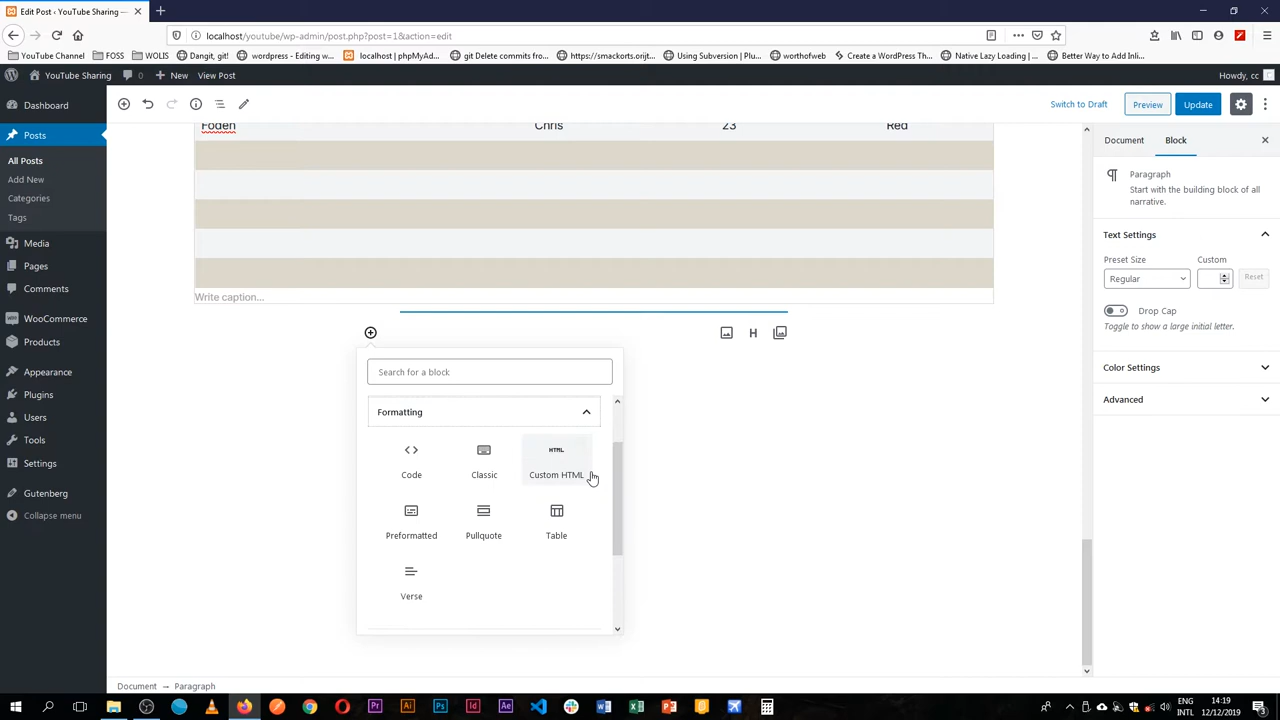 Edit Post ‹ YouTube Sharing —
localhost/youtube/wp-admin/post.php?post=1&action=edit
YouTube Channel
FOSS
WOLIS
Dangit, git!
wordpress - Editing w
localhost | phpMyAd
git Delete commits fro
https://smackorts.orijt
Using Subversion |
worthofweb
Create a WordPress Th
Native Lazy Loading |
Better Way to Add Inli
YouTube Sharing
0
New
View Post
Howdy, cc
Dashboard
Posts
All Posts
Add New
Categories
Tags
Media
Pages
Comments
WooCommerce
Products
Appearance
Plugins
Users
Tools
Settings
Gutenberg
Collapse menu
Switch to Draft
Preview
Update
Foden Chris 23 Red
Write caption...
H
Search for a block
Formatting
Code
Classic
HTML
Custom HTML
Preformatted
Pullquote
Table
Verse
Document
Block
Paragraph
Start with the building block of all
narrative.
Text Settings
Preset Size
Custom
Regular
Reset
Drop Cap
Toggle to show a large initial letter.
Color Settings
Advanced
Document → Paragraph
ENG
INTL
14:19
12/12/2019